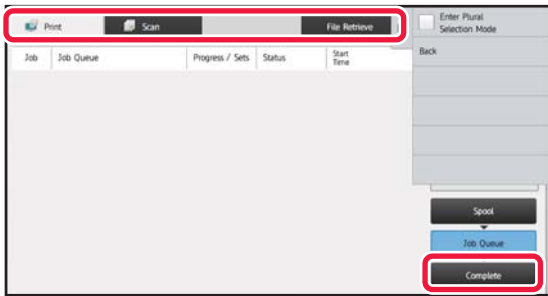 Print
Scan
File Retrieve
Enter Plural
Selection Mode
Job
Job Queue
Progress / Sets
Status
Start
Time
Back
Spool
Job Queue
Complete